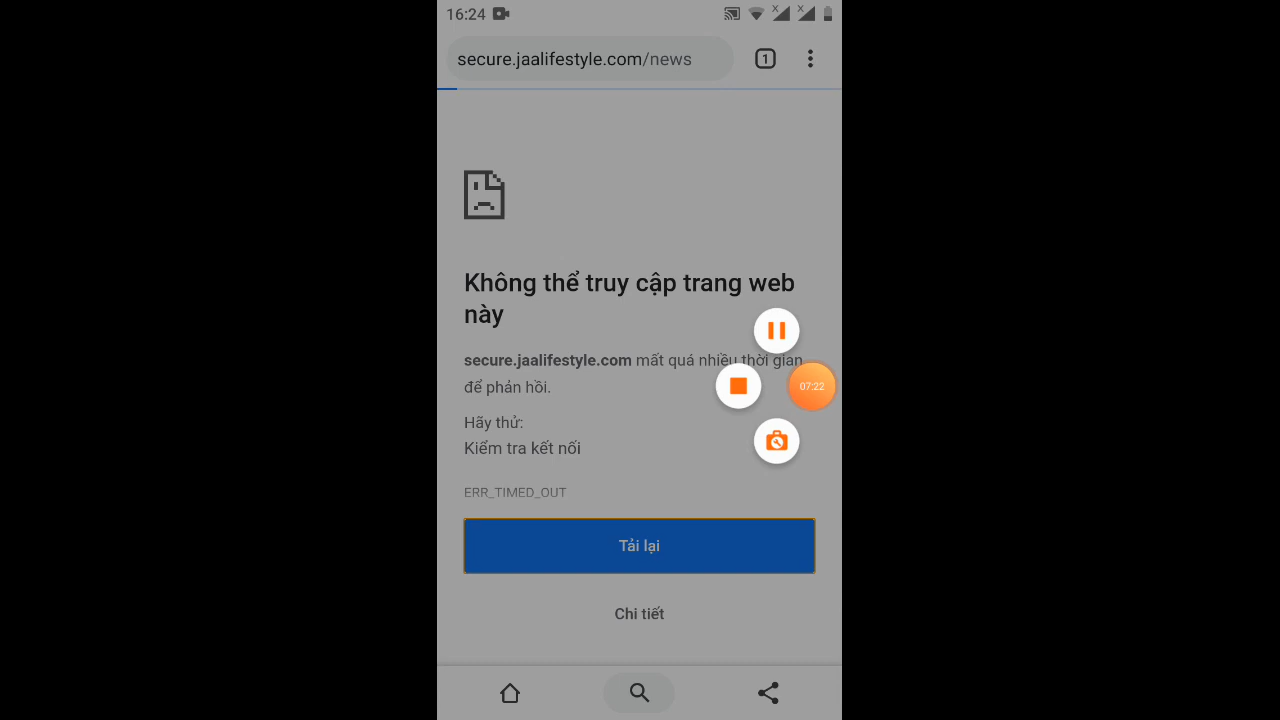 16:24
secure.jaalifestyle.com/news
1
Không thể truy cập trang web
này
secure.jaalifestyle.com mất quá nhiều thời gian
để phản hồi.
07:22
Hãy thử:
Kiểm tra kết nối
ERR_TIMED_OUT
Tải lại
Chi tiết